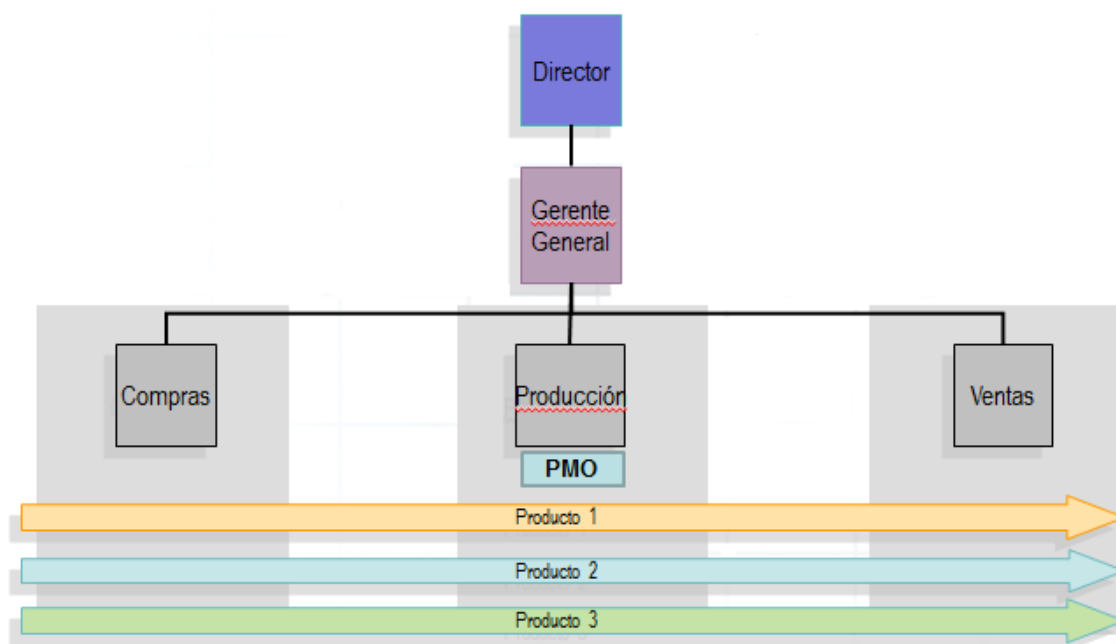 Director
Gerente
General
Compras
Producción
Ventas
PMO
Producto 1
Producto 2
Producto 3